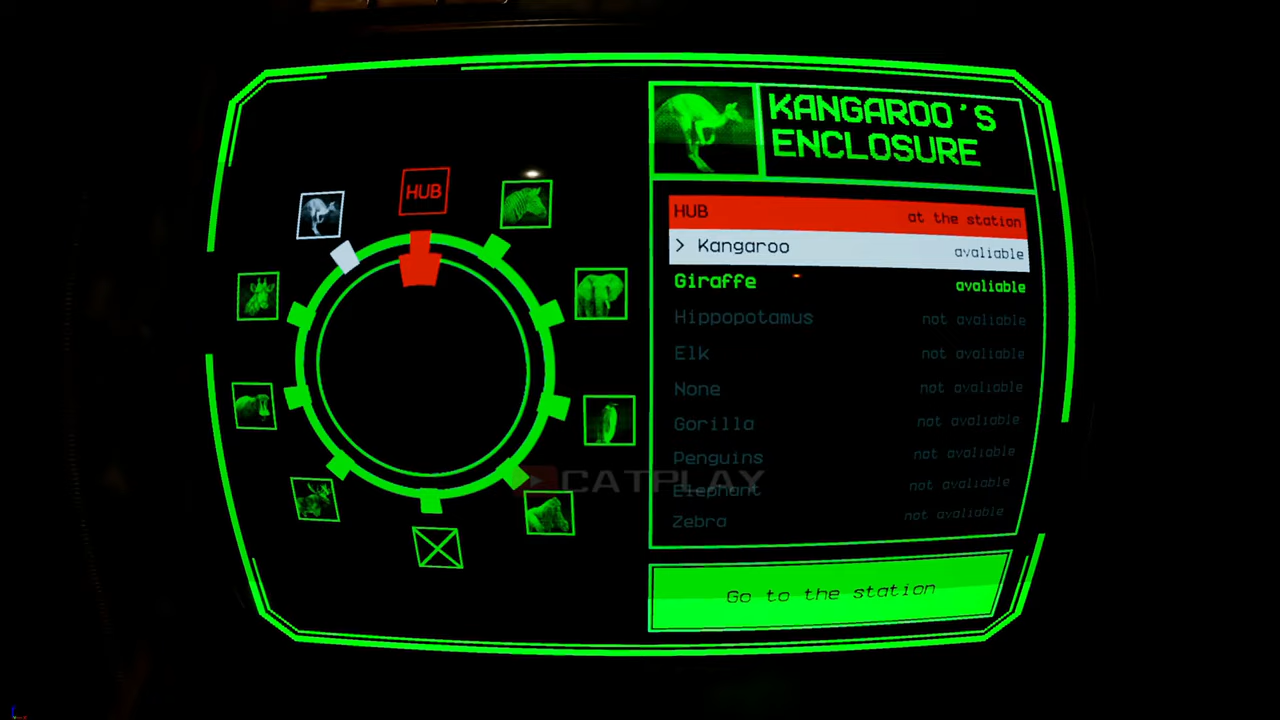 HUB
KANGAROO'S
ENCLOSURE
HUB at the station
> Kangaroo avaliable
Giraffe avaliable
Hippopotamus not avaliable
Elk not avaliable
None not avaliable
Gorilla not avaliable
Penguins not avaliable
Elephant not avaliable
Zebra not avaliable
CATPLAY
Go to the station